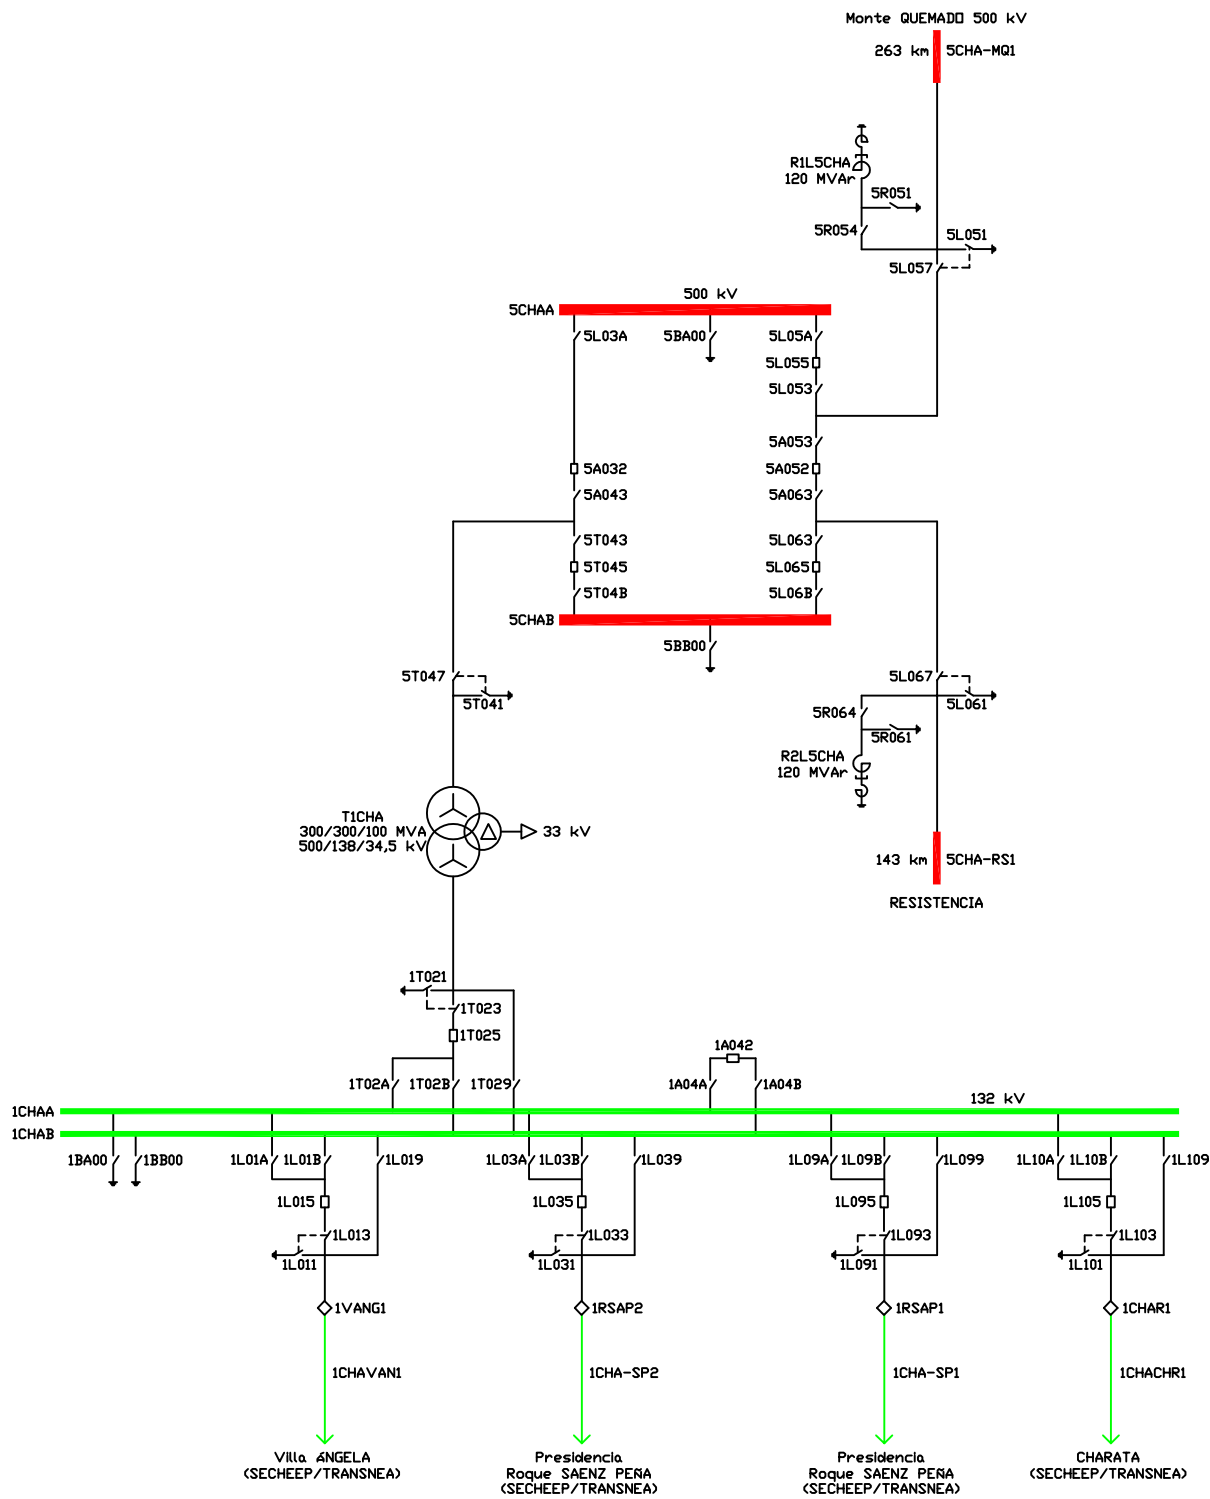 Monte QUEMADO 500 kV
263 km
5CHA-MQ1
R1L5CHA
120 MVAr
5R051
5R054
5L051
5L057
500 kV
5CHAA
5L03A
5BA00
5L05A
5L055
5L053
5A053
5A032
5A052
5A043
5A063
5T043
5L063
5T045
5L065
5T04B
5L06B
5CHAB
5BB00
5T047
5T041
5L067
5L061
5R064
5R061
R2L5CHA
120 MVAr
T1CHA
300/300/100 MVA
500/138/34,5 kV
33 kV
143 km
5CHA-RS1
RESISTENCIA
1T021
1T023
1T025
1A042
1T02A
1T02B
1T029
1A04A
1A04B
132 kV
1CHAA
1CHAB
1BA00
1BB00
1L01A
1L01B
1L019
1L03A
1L03B
1L039
1L09A
1L09B
1L099
1L10A
1L10B
1L109
1L015
1L035
1L095
1L105
1L013
1L033
1L093
1L103
1L011
1L031
1L091
1L101
1VANG1
1RSAP2
1RSAP1
1CHAR1
1CHAVAN1
1CHA-SP2
1CHA-SP1
1CHACHR1
Villa ÁNGELA
(SECHEEP/TRANSNEA)
Presidencia
Roque SAENZ PEÑA
(SECHEEP/TRANSNEA)
Presidencia
Roque SAENZ PEÑA
(SECHEEP/TRANSNEA)
CHARATA
(SECHEEP/TRANSNEA)